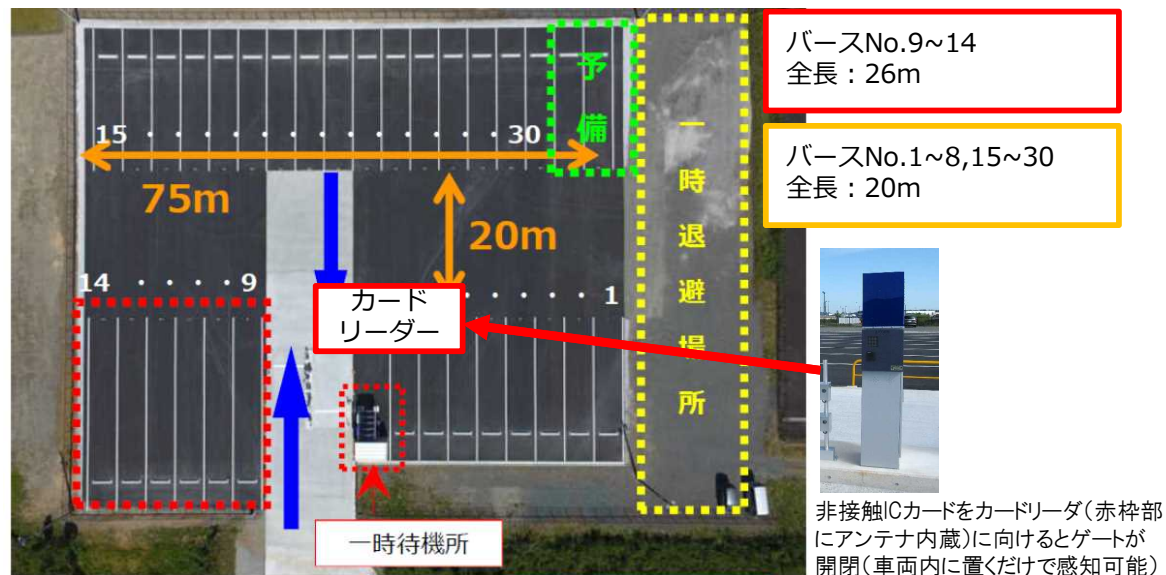 バースNo.9~14
全長：26m
バースNo.1~8,15~30
全長：20m
予
備
15 ・ ・ ・ ・ ・ ・ ・ ・ ・ ・ ・ ・ ・ ・ 30
75m
20m
14 ・ ・ ・ ・ 9
カード
リーダー
・ ・ ・ ・ ・ 1
一
時
退
避
場
所
一時待機所
非接触ICカードをカードリーダ（赤枠部
にアンテナ内蔵）に向けるとゲートが
開閉（車両内に置くだけで感知可能）